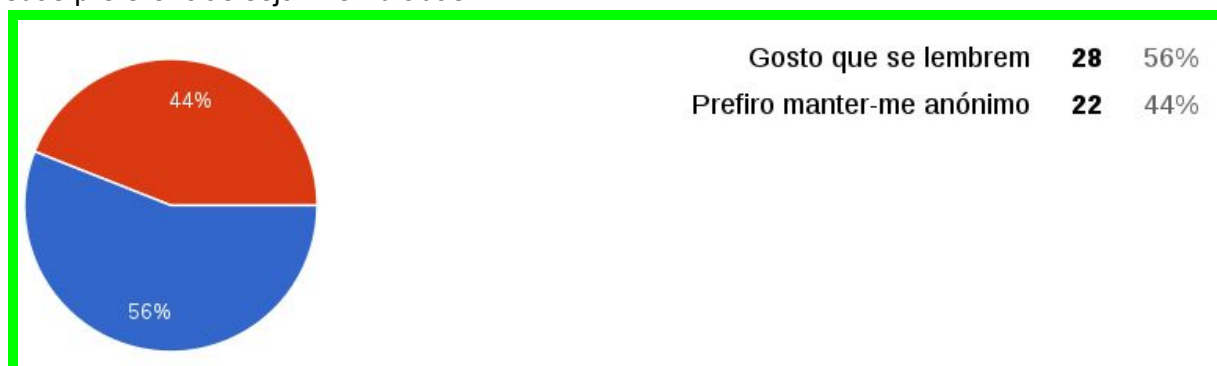 Gosto que se lembrem 28 56%
Prefiro manter-me anónimo 22 44%
44%
56%